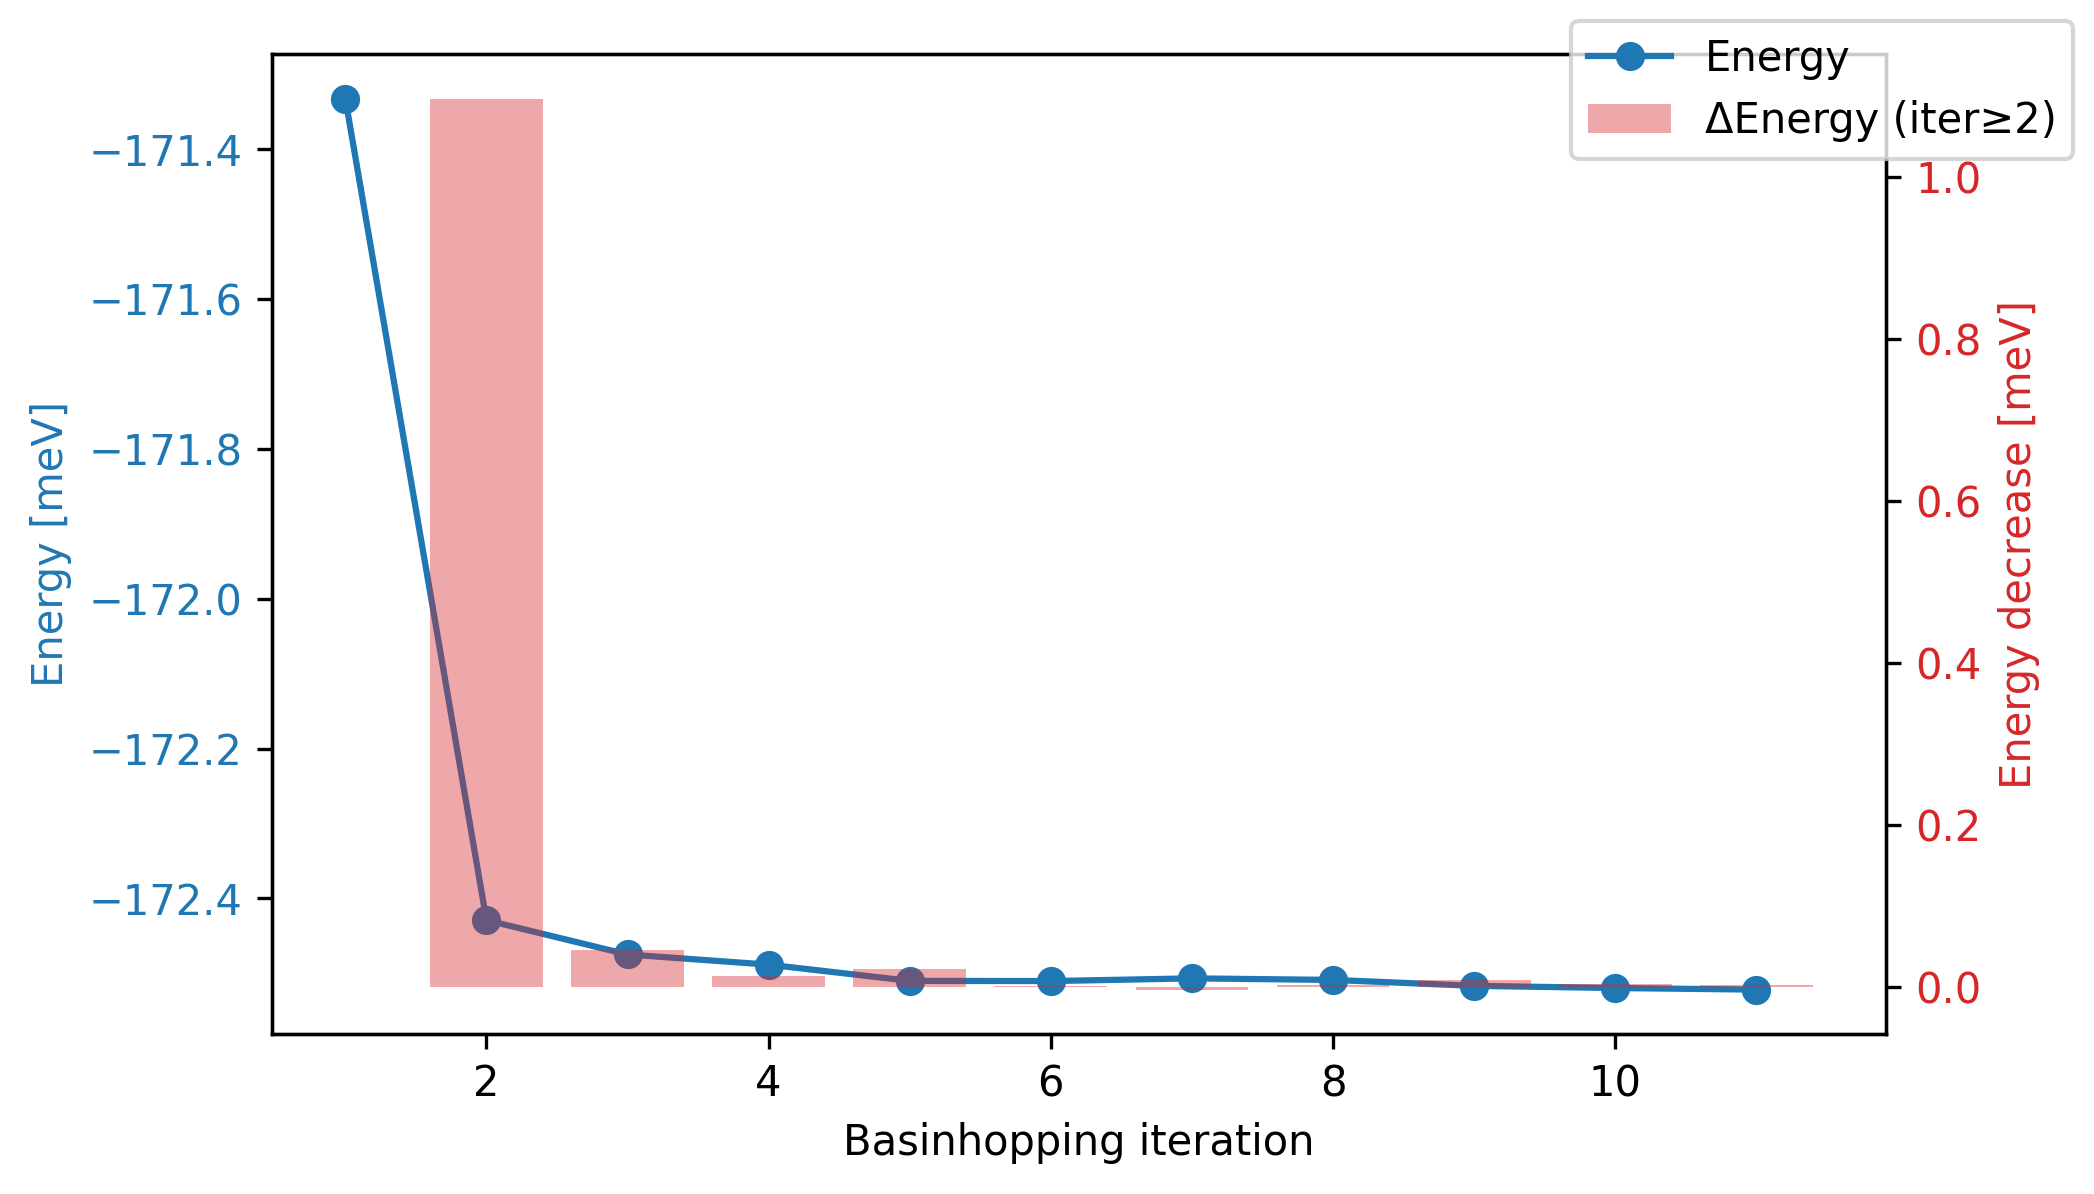 Energy
ΔEnergy (iter≥2)
−171.4
−171.6
−171.8
−172.0
−172.2
−172.4
Energy [meV]
1.0
0.8
0.6
0.4
0.2
0.0
Energy decrease [meV]
2 4 6 8 10
Basinhopping iteration